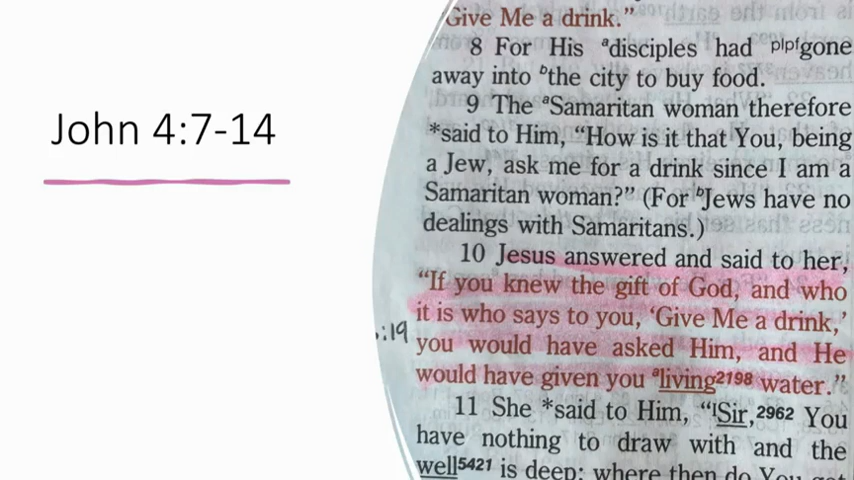 John 4:7-14
Give Me a drink."
8 For His ᵃdisciples had plpfgone
away into ᵇthe city to buy food.
9 The ᵃSamaritan woman therefore
*said to Him, "How is it that You, being
a Jew, ask me for a drink since I am a
Samaritan woman?" (For ᵇJews have no
dealings with Samaritans.)
10 Jesus answered and said to her,
"If you knew the gift of God, and who
it is who says to you, 'Give Me a drink,'
you would have asked Him, and He
would have given you ᵃliving2198 water."
:19
11 She *said to Him, "ˡSir,2962 You
have nothing to draw with and the
well5421 is deep; where then do You get